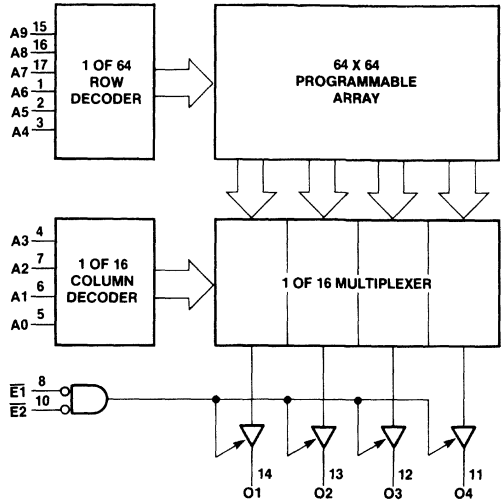 A9 15
A8 16
A7 17
A6 1
A5 2
A4 3
1 OF 64
ROW
DECODER
64 X 64
PROGRAMMABLE
ARRAY
A3 4
A2 7
A1 6
A0 5
1 OF 16
COLUMN
DECODER
1 OF 16 MULTIPLEXER
E1 8
E2 10
14 13 12 11
O1 O2 O3 O4